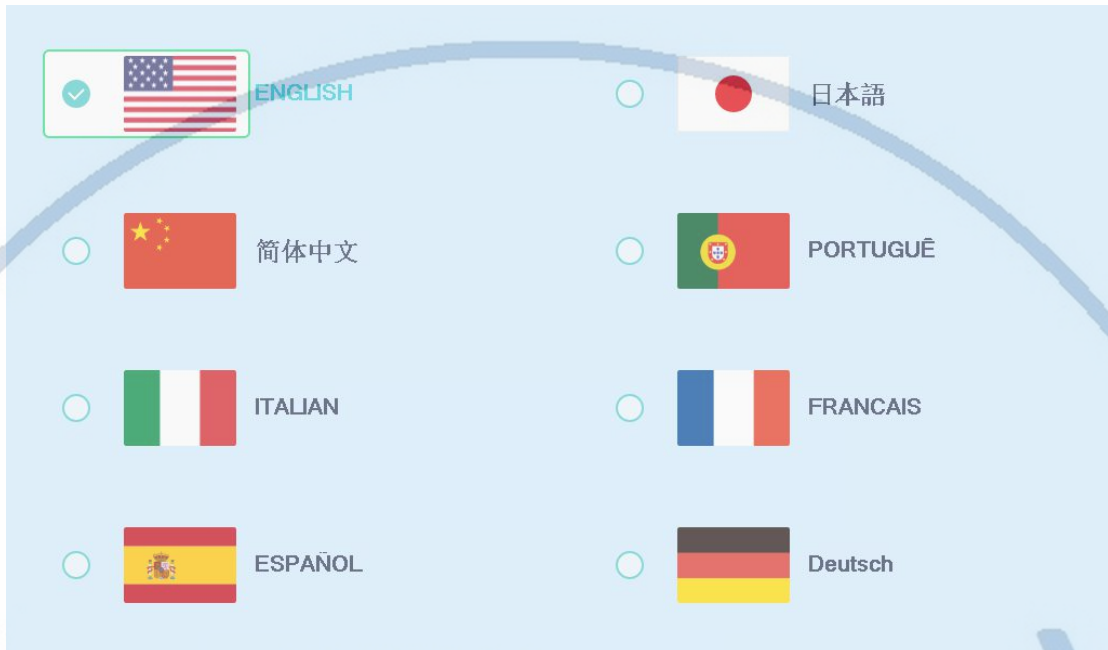 ENGLISH
日本語
简体中文
PORTUGUÊ
ITALIAN
FRANCAIS
ESPAÑOL
Deutsch